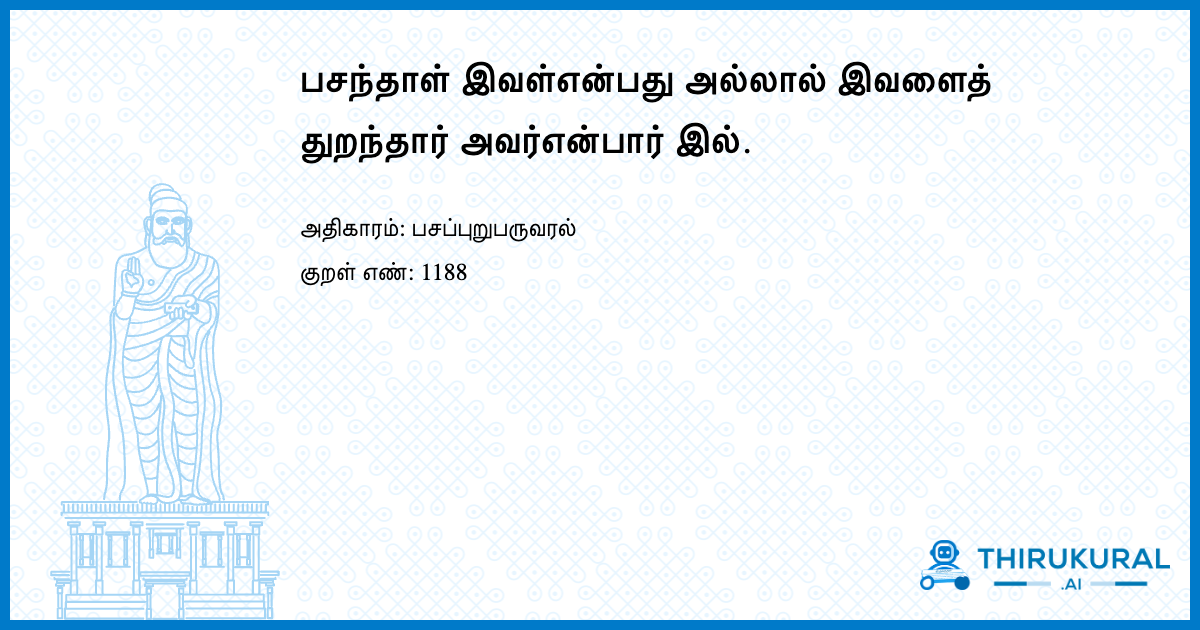 பசந்தாள் இவள்என்பது அல்லால் இவளைத்
துறந்தார் அவர்என்பார் இல்.
அதிகாரம்: பசப்புறுபருவரல்
குறள் எண்: 1188
THIRUKURAL
.AI